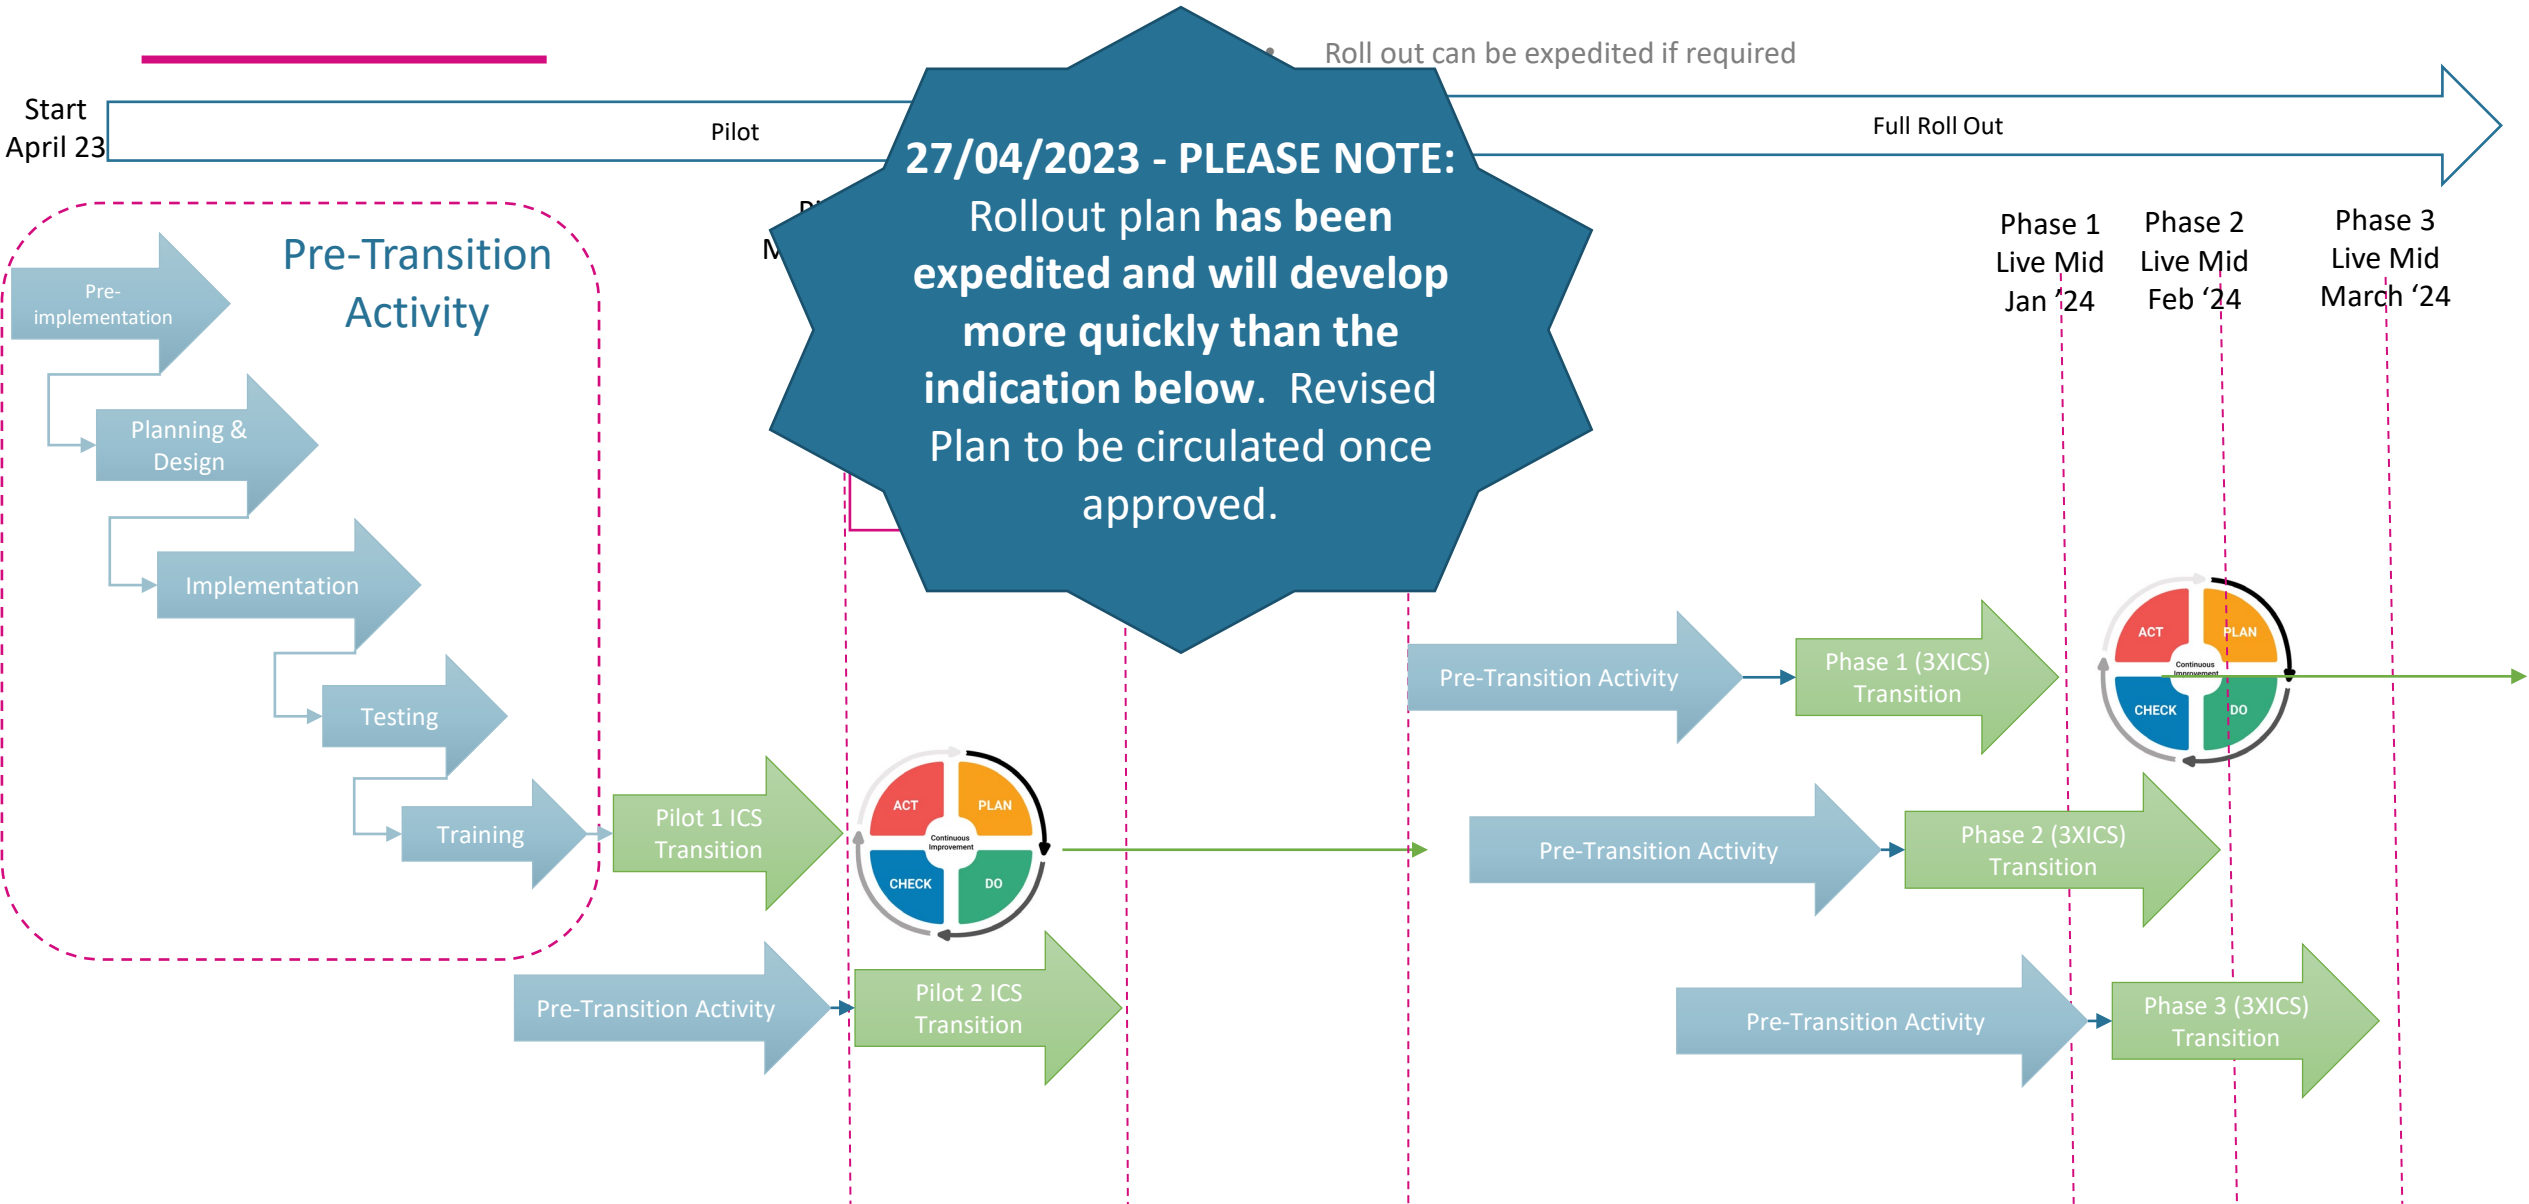 Roll out can be expedited if required
Start
April 23
Pilot
Full Roll Out
27/04/2023 - PLEASE NOTE:
Rollout plan has been
expedited and will develop
more quickly than the
indication below.  Revised
Plan to be circulated once
approved.
Phase 1
Live Mid
Jan ’24
Phase 2
Live Mid
Feb ‘24
Phase 3
Live Mid
March ‘24
Pre-Transition
Activity
Pre-
implementation
Planning &
Design
Implementation
Testing
Training
Pilot 1 ICS
Transition
ACT
PLAN
Continuous
Improvement
CHECK
DO
Pre-Transition Activity
Pilot 2 ICS
Transition
Pre-Transition Activity
Phase 1 (3XICS)
Transition
ACT
PLAN
Continuous
Improvement
CHECK
DO
Pre-Transition Activity
Phase 2 (3XICS)
Transition
Pre-Transition Activity
Phase 3 (3XICS)
Transition